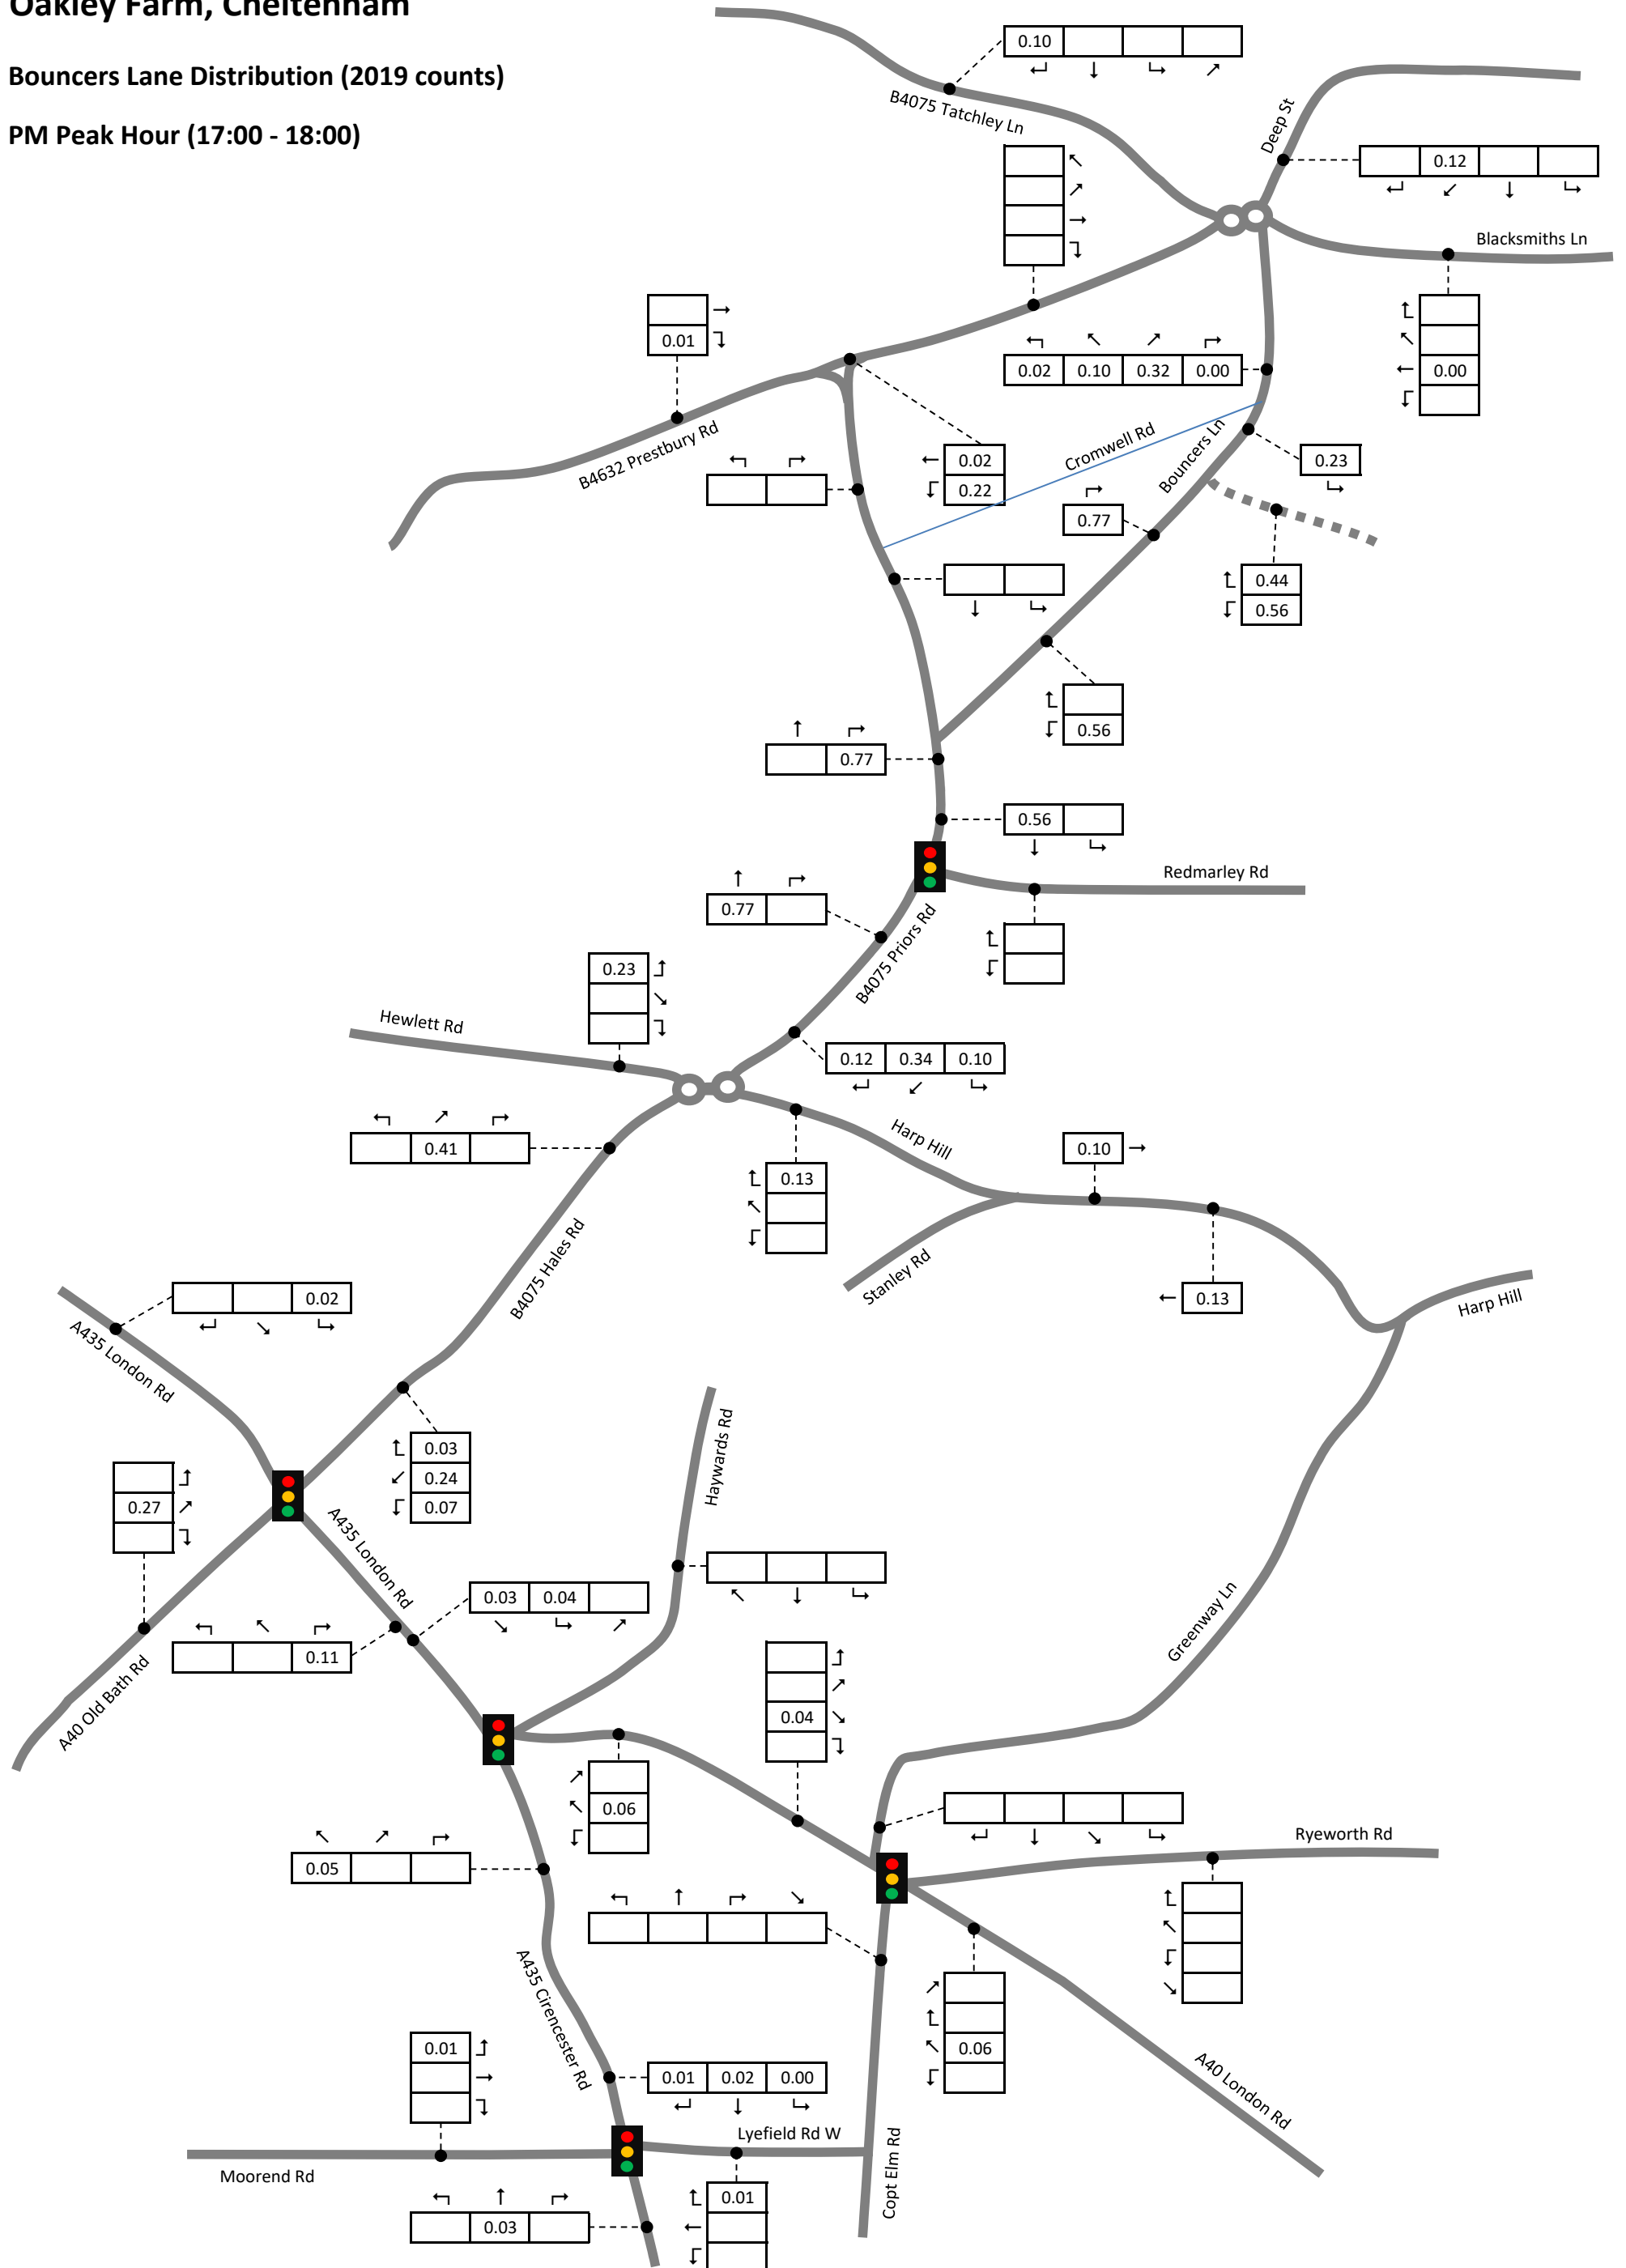 Oakley Farm, Cheltenham
Bouncers Lane Distribution (2019 counts)
PM Peak Hour (17:00 - 18:00)
0.10
B4075 Tatchley Ln
Deep St
0.12
Blacksmiths Ln
0.01
0.02 0.10 0.32 0.00
0.00
B4632 Prestbury Rd
0.02
0.22
Cromwell Rd
Bouncers Ln
0.23
0.77
0.44
0.56
0.56
0.77
0.56
Redmarley Rd
0.77
B4075 Priors Rd
0.23
Hewlett Rd
0.12 0.34 0.10
0.41
Harp Hill
0.10
0.13
Stanley Rd
0.13
Harp Hill
B4075 Hales Rd
0.02
A435 London Rd
0.03
0.24
0.07
Haywards Rd
0.27
A435 London Rd
0.03 0.04
0.11
A40 Old Bath Rd
Greenway Ln
0.04
0.06
0.05
Ryeworth Rd
0.06
A435 Cirencester Rd
0.01
0.01 0.02 0.00
A40 London Rd
Lyefield Rd W
Moorend Rd
Copt Elm Rd
0.01
0.03